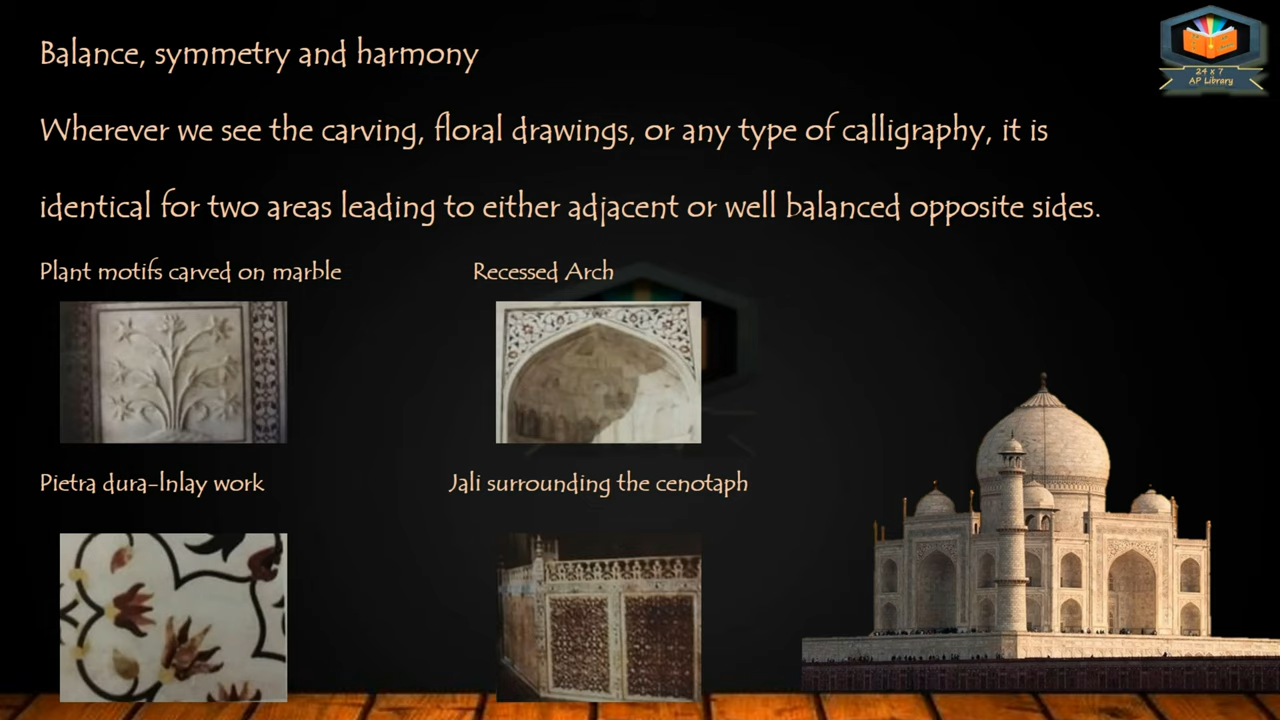 Balance, symmetry and harmony
24 x 7
AP Library
Wherever we see the carving, floral drawings, or any type of calligraphy, it is
identical for two areas leading to either adjacent or well balanced opposite sides.
Plant motifs carved on marble
Recessed Arch
Pietra dura-Inlay work
Jali surrounding the cenotaph